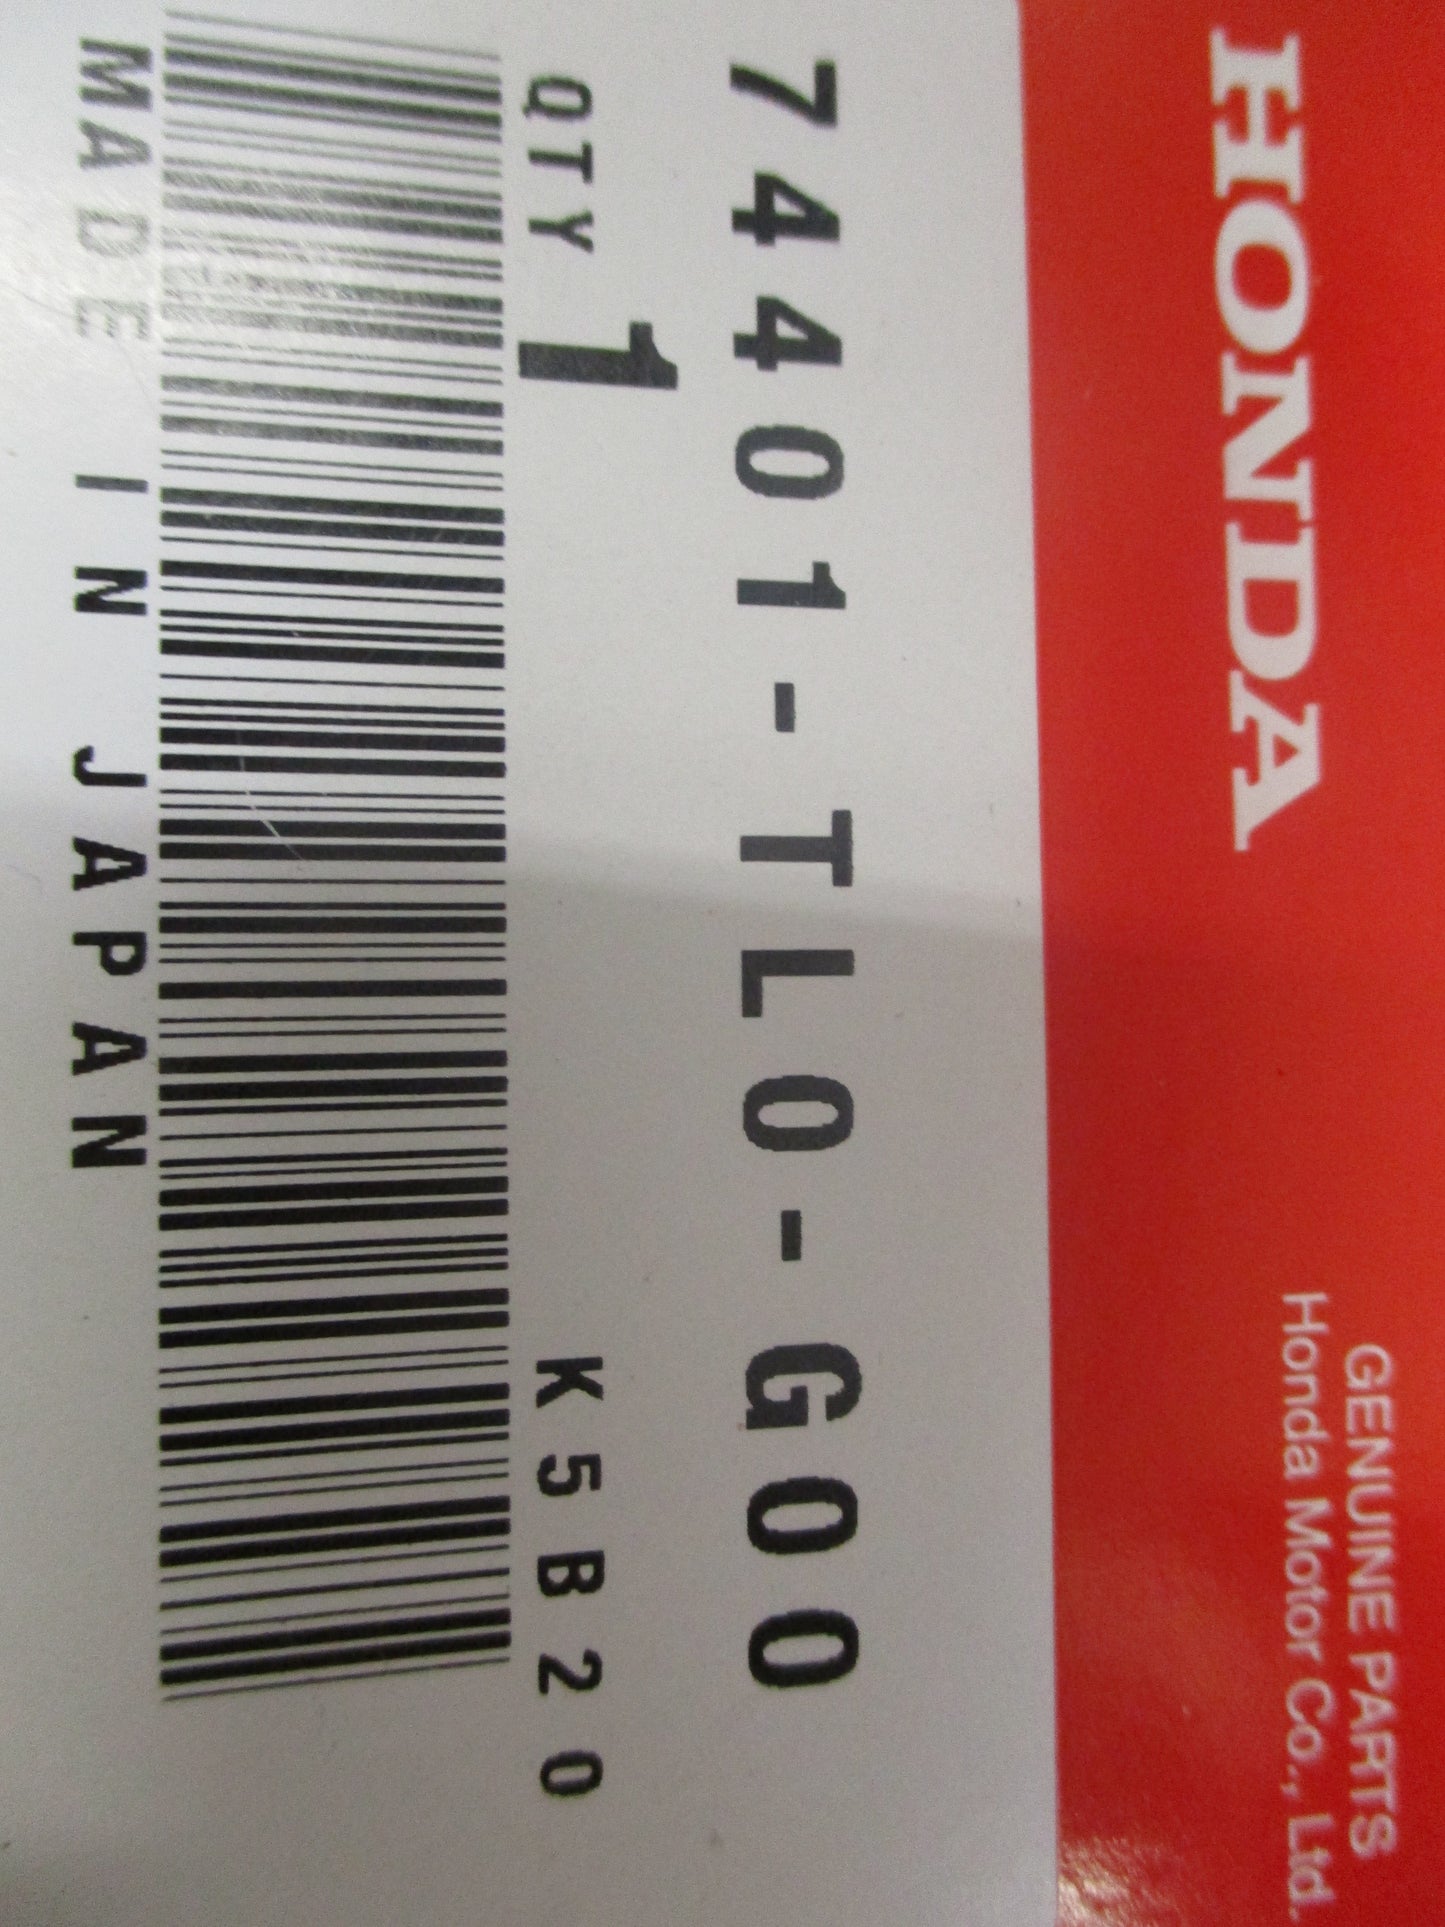 HONDA
GENUINE PARTS
Honda Motor Co., Ltd.
74401-TL0-G00
QTY 1 K5B20
MADE IN JAPAN